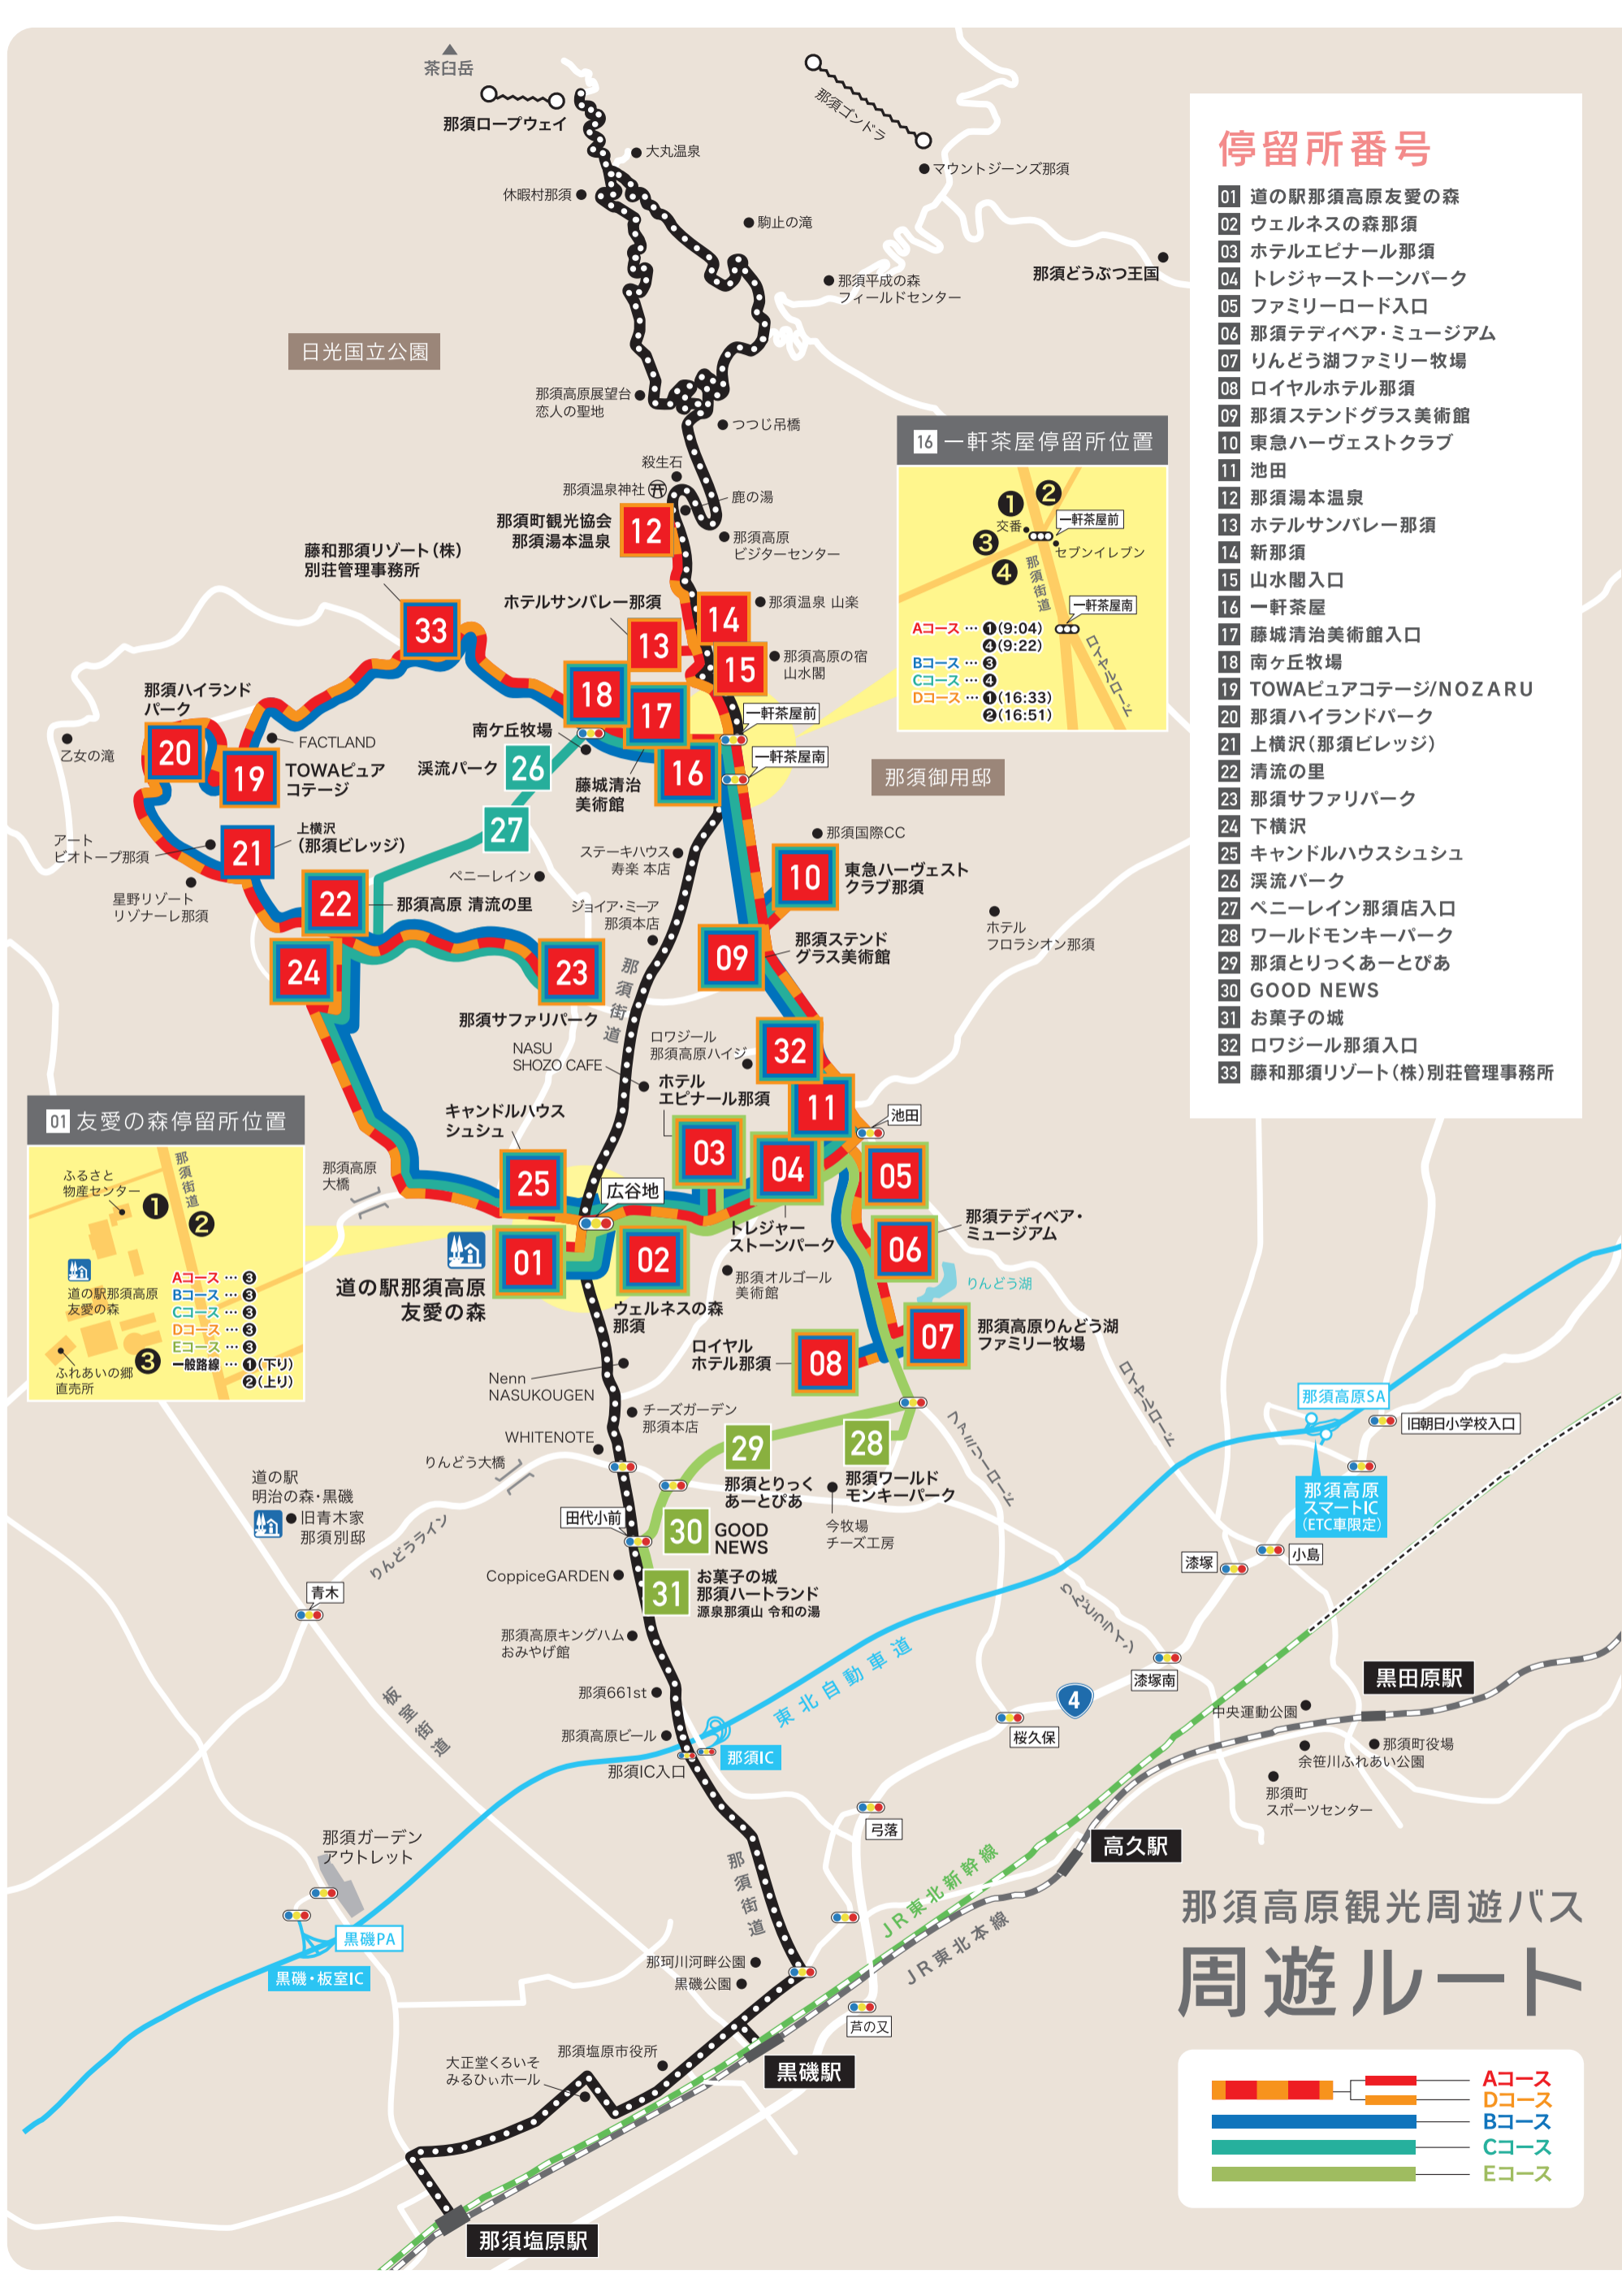 茶臼岳
那須ロープウェイ
那須ゴンドラ
大丸温泉
マウントジーンズ那須
休暇村那須
駒止の滝
那須どうぶつ王国
那須平成の森
フィールドセンター
日光国立公園
那須高原展望台
恋人の聖地
つつじ吊橋
殺生石
那須温泉神社
鹿の湯
那須町観光協会
那須湯本温泉
12
那須高原
ビジターセンター
藤和那須リゾート(株)
別荘管理事務所
33
ホテルサンバレー那須
13
14
那須温泉 山楽
15
那須高原の宿
山水閣
那須ハイランド
パーク
20
乙女の滝
FACTLAND
19
TOWAピュア
コテージ
18
17
南ケ丘牧場
一軒茶屋前
一軒茶屋南
16
渓流パーク
26
藤城清治
美術館
那須御用邸
27
アート
ビオトープ那須
21
上横沢
(那須ビレッジ)
ステーキハウス
寿楽 本店
那須国際CC
10
東急ハーヴェスト
クラブ那須
星野リゾート
リゾナーレ那須
22
那須高原 清流の里
ペニーレイン
ジョイア・ミーア
那須本店
ホテル
フロラシオン那須
24
23
那須サファリパーク
那須街道
09
那須ステンド
グラス美術館
NASU
SHOZO CAFE
ロワジール
那須高原ハイジ
32
ホテル
エピナール那須
11
池田
キャンドルハウス
シュシュ
25
那須高原
大橋
03
04
05
広谷地
01
02
道の駅那須高原
友愛の森
ウェルネスの森
那須
トレジャー
ストーンパーク
那須オルゴール
美術館
06
那須テディベア・
ミュージアム
りんどう湖
07
那須高原りんどう湖
ファミリー牧場
ロイヤル
ホテル那須
08
Nenn
NASUKOUGEN
チーズガーデン
那須本店
WHITENOTE
りんどう大橋
29
那須とりっく
あーとぴあ
28
那須ワールド
モンキーパーク
今牧場
チーズ工房
ファミリーロード
ロイヤルロード
那須高原SA
旧朝日小学校入口
那須高原
スマートIC
(ETC車限定)
道の駅
明治の森・黒磯
旧青木家
那須別邸
りんどうライン
青木
田代小前
30
GOOD
NEWS
CoppiceGARDEN
31
お菓子の城
那須ハートランド
源泉那須山 令和の湯
漆塚
小島
りんどうライン
漆塚南
那須高原キングハム
おみやげ館
那須661st
那須高原ビール
那須IC
那須IC入口
東北自動車道
板室街道
4
桜久保
黒田原駅
中央運動公園
那須町役場
余笹川ふれあい公園
那須町
スポーツセンター
弓落
高久駅
那須ガーデン
アウトレット
黒磯PA
黒磯・板室IC
那須街道
JR東北新幹線
JR東北本線
那珂川河畔公園
黒磯公園
芦の又
黒磯駅
那須塩原市役所
大正堂くろいそ
みるひぃホール
那須塩原駅
停留所番号
01 道の駅那須高原友愛の森
02 ウェルネスの森那須
03 ホテルエピナール那須
04 トレジャーストーンパーク
05 ファミリーロード入口
06 那須テディベア・ミュージアム
07 りんどう湖ファミリー牧場
08 ロイヤルホテル那須
09 那須ステンドグラス美術館
10 東急ハーヴェストクラブ
11 池田
12 那須湯本温泉
13 ホテルサンバレー那須
14 新那須
15 山水閣入口
16 一軒茶屋
17 藤城清治美術館入口
18 南ヶ丘牧場
19 TOWAピュアコテージ/NOZARU
20 那須ハイランドパーク
21 上横沢(那須ビレッジ)
22 清流の里
23 那須サファリパーク
24 下横沢
25 キャンドルハウスシュシュ
26 渓流パーク
27 ペニーレイン那須店入口
28 ワールドモンキーパーク
29 那須とりっくあーとぴあ
30 GOOD NEWS
31 お菓子の城
32 ロワジール那須入口
33 藤和那須リゾート(株)別荘管理事務所
16 一軒茶屋停留所位置
❶
❷
交番
一軒茶屋前
❸
セブンイレブン
❹
那須街道
一軒茶屋南
ロイヤルロード
Aコース … ❶(9:04)
❹(9:22)
Bコース … ❸
Cコース … ❹
Dコース … ❶(16:33)
❷(16:51)
01 友愛の森停留所位置
那須街道
ふるさと
物産センター
❶
❷
道の駅那須高原
友愛の森
Aコース … ❸
Bコース … ❸
Cコース … ❸
Dコース … ❸
Eコース … ❸
一般路線 … ❶(下り)
❷(上り)
❸
ふれあいの郷
直売所
那須高原観光周遊バス
周遊ルート
Aコース
Dコース
Bコース
Cコース
Eコース